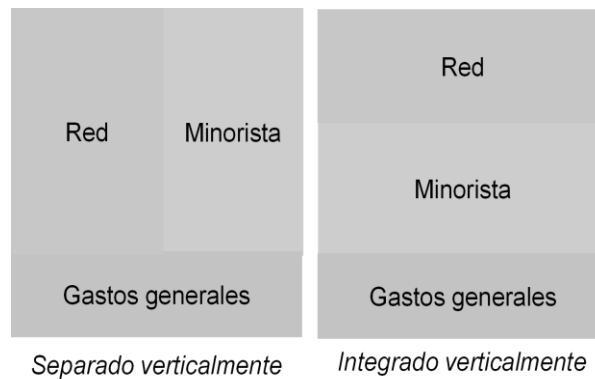 Red
Minorista
Gastos generales
Separado verticalmente
Red
Minorista
Gastos generales
Integrado verticalmente